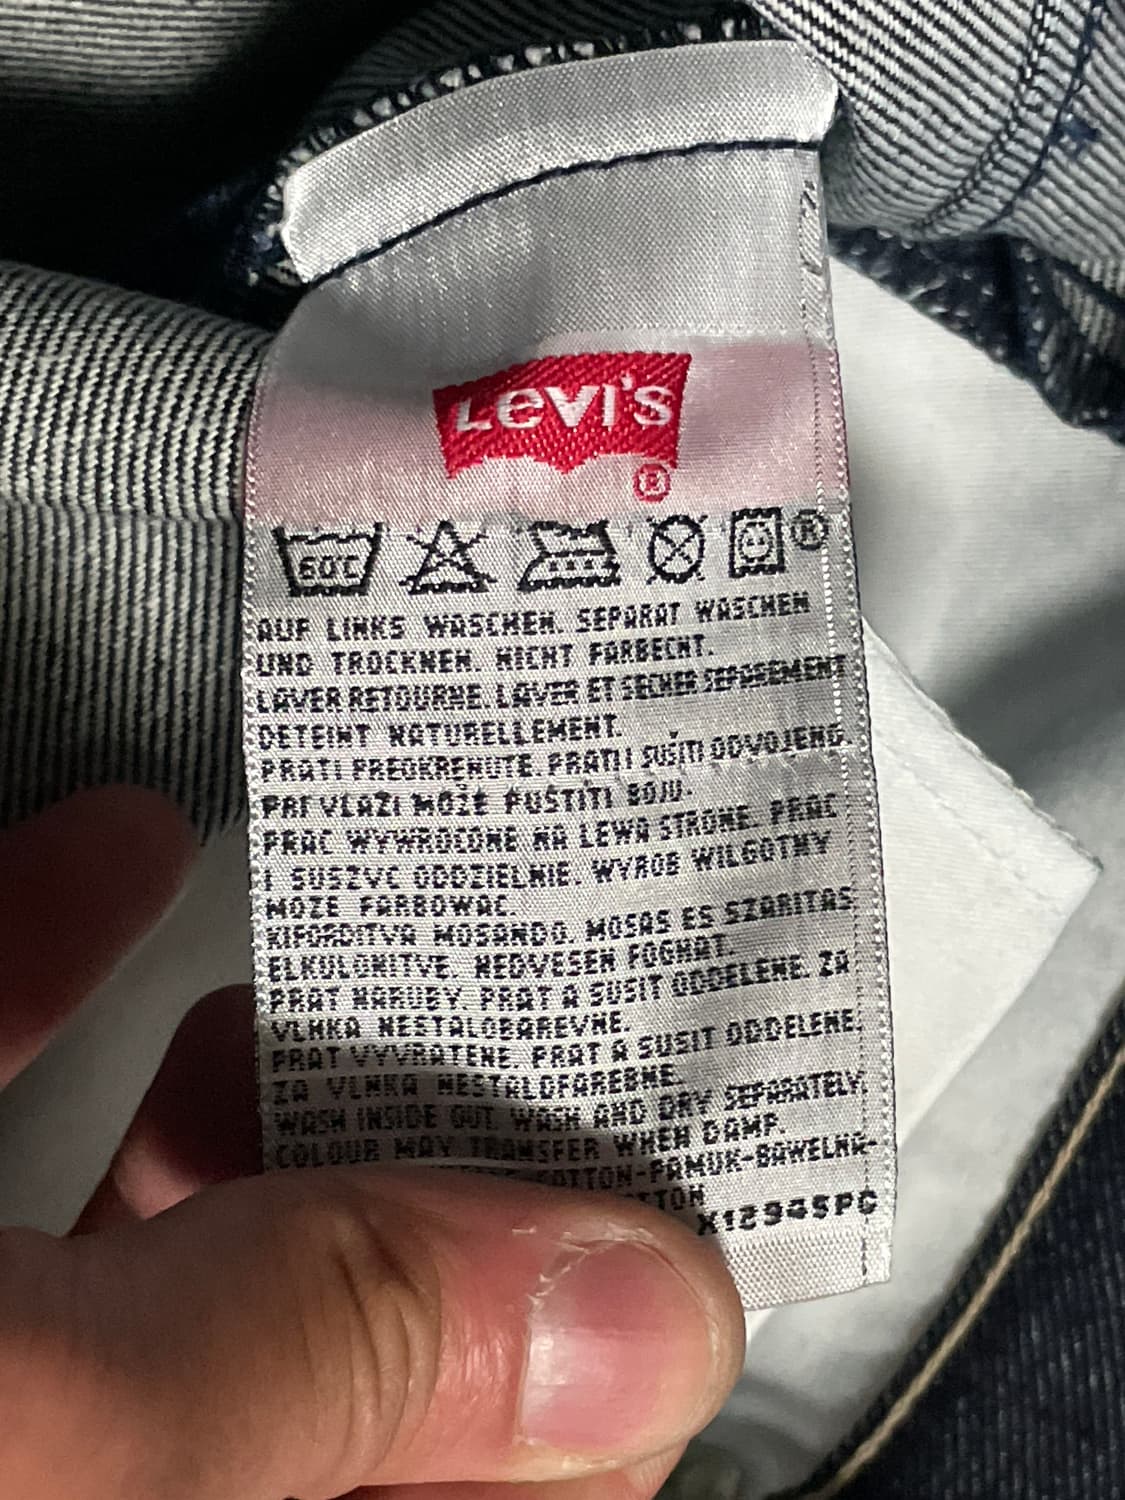 Levi's
®
60°C ®
AUF LINKS WASCHEN. SEPARAT WASCHEN
UND TROCKNEN. NICHT FARBECHT.
LAVER RETOURNE. LAVER ET SECHER SEPAREMENT
DETEINT NATURELLEMENT.
PRATI PREOKRENUTE. PRATI I SUŠITI ODVOJENO.
PRI VLAZI MOŽE PUŠTITI BOJU.
PRAC WYWROCONE NA LEWA STRONE. PRAC
I SUSZYC ODDZIELNIE. WYROB WILGOTNY
MOZE FARBOWAC.
KIFORDITVA MOSANDO. MOSAS ES SZARITAS
ELKULONITVE. NEDVESEN FOGHAT.
PRAT NARUBY. PRAT A SUSIT ODDELENE. ZA
VLHKA NESTALOBAREVNE.
PRAT VYVRATENE. PRAT A SUSIT ODDELENE.
ZA VLHKA NESTALOFAREBNE.
WASH INSIDE OUT. WASH AND DRY SEPARATELY.
COLOUR MAY TRANSFER WHEN DAMP.
COTTON-PAMUK-BAWELNA-
X12945PC